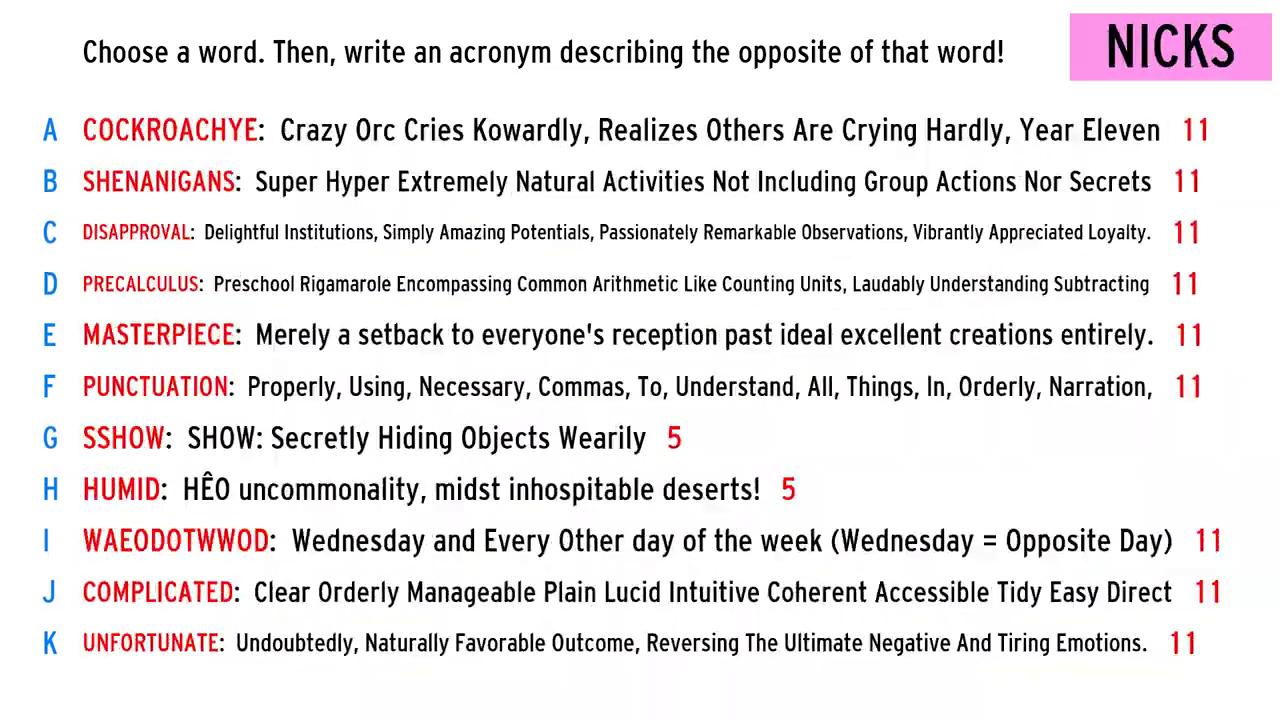 Choose a word. Then, write an acronym describing the opposite of that word!
NICKS
A COCKROACHYE: Crazy Orc Cries Kowardly, Realizes Others Are Crying Hardly, Year Eleven 11
B SHENANIGANS: Super Hyper Extremely Natural Activities Not Including Group Actions Nor Secrets 11
C DISAPPROVAL: Delightful Institutions, Simply Amazing Potentials, Passionately Remarkable Observations, Vibrantly Appreciated Loyalty. 11
D PRECALCULUS: Preschool Rigamarole Encompassing Common Arithmetic Like Counting Units, Laudably Understanding Subtracting 11
E MASTERPIECE: Merely a setback to everyone's reception past ideal excellent creations entirely. 11
F PUNCTUATION: Properly, Using, Necessary, Commas, To, Understand, All, Things, In, Orderly, Narration, 11
G SSHOW: SHOW: Secretly Hiding Objects Wearily 5
H HUMID: HÊO uncommonality, midst inhospitable deserts! 5
I WAEODOTWWOD: Wednesday and Every Other day of the week (Wednesday = Opposite Day) 11
J COMPLICATED: Clear Orderly Manageable Plain Lucid Intuitive Coherent Accessible Tidy Easy Direct 11
K UNFORTUNATE: Undoubtedly, Naturally Favorable Outcome, Reversing The Ultimate Negative And Tiring Emotions. 11